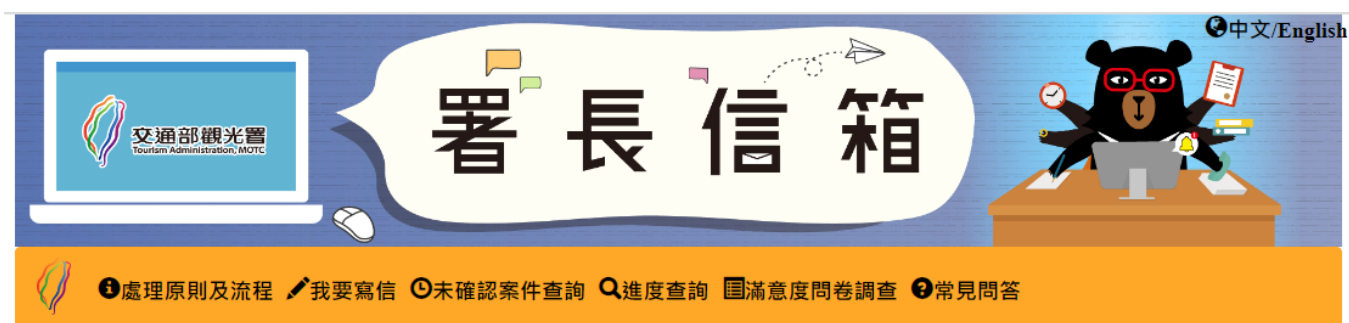 中文/English
交通部觀光署
Tourism Administration, MOTC
署長信箱
處理原則及流程 我要寫信 未確認案件查詢 進度查詢 滿意度問卷調查 常見問答